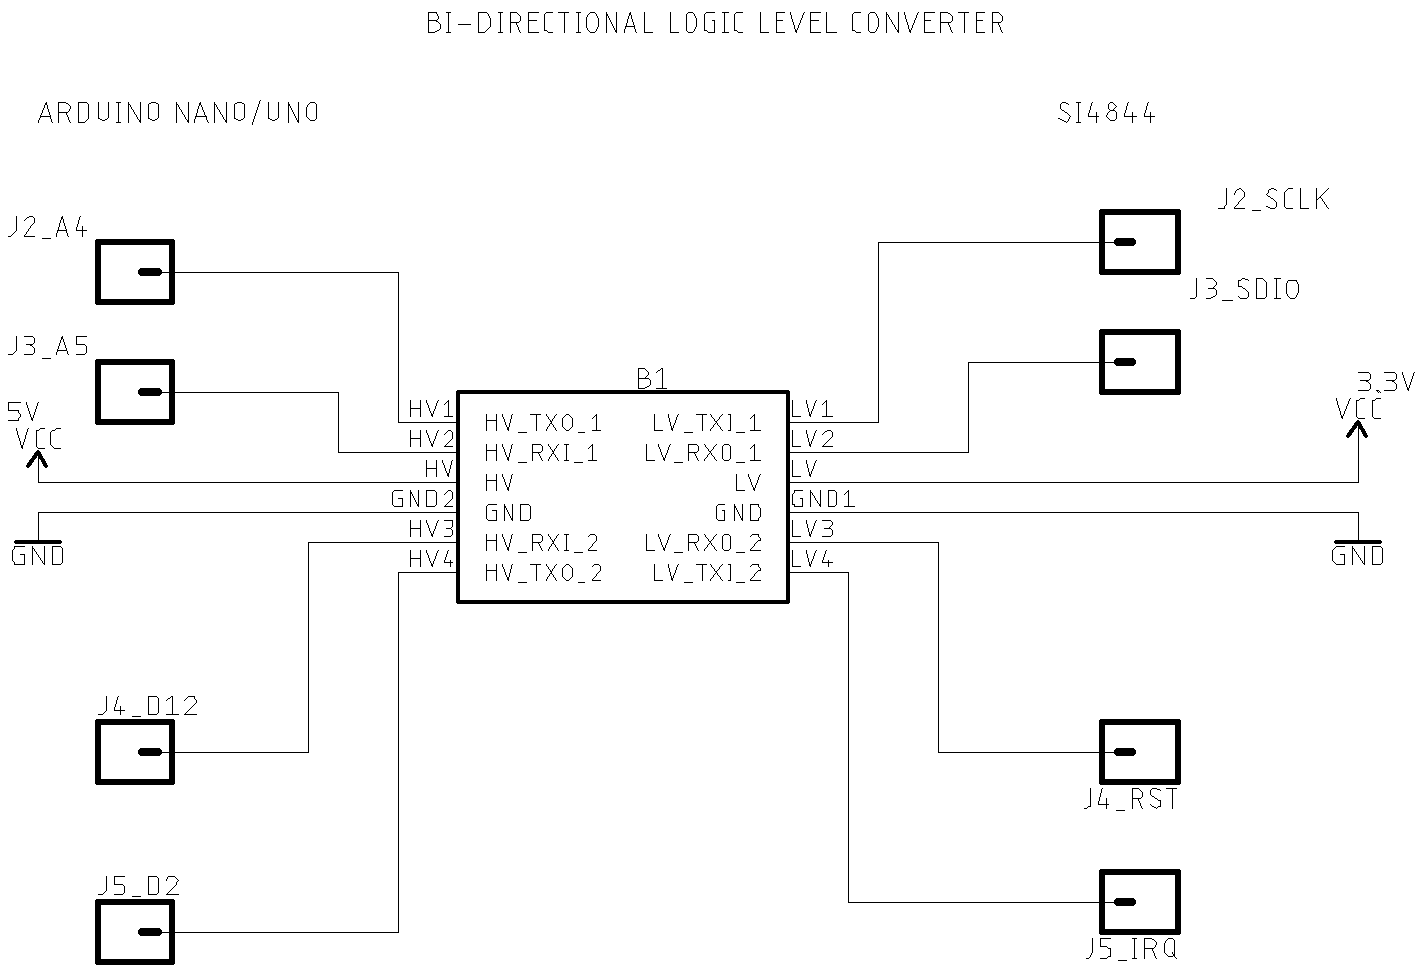 BI-DIRECTIONAL LOGIC LEVEL CONVERTER
ARDUINO NANO/UNO
SI4844
J2_A4
J2_SCLK
J3_SDIO
J3_A5
B1
5V
VCC
3.3V
VCC
HV1
HV2
HV
GND2
HV3
HV4
HV_TXO_1
HV_RXI_1
HV
GND
HV_RXI_2
HV_TXO_2
LV_TXI_1
LV_RXO_1
LV
GND
LV_RXO_2
LV_TXI_2
LV1
LV2
LV
GND1
LV3
LV4
GND
GND
J4_D12
J4_RST
J5_D2
J5_IRQ